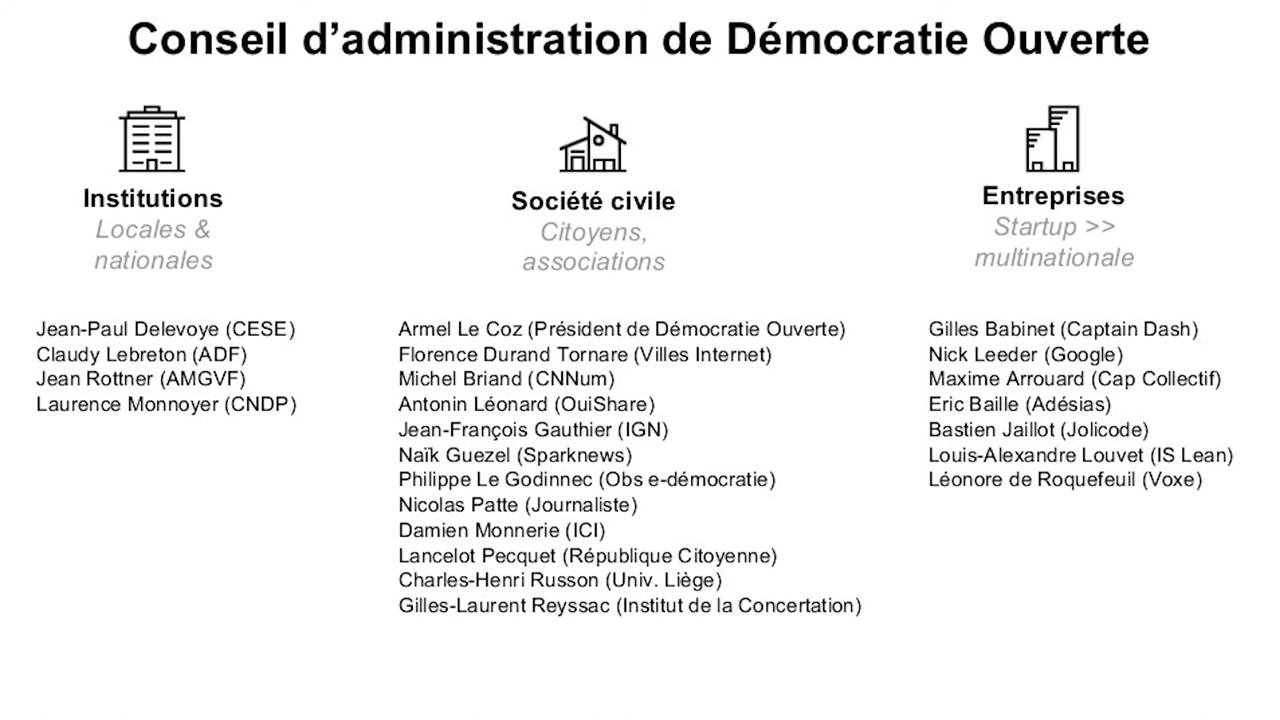 Conseil d’administration de Démocratie Ouverte
Institutions
Locales &
nationales
Jean-Paul Delevoye (CESE)
Claudy Lebreton (ADF)
Jean Rottner (AMGVF)
Laurence Monnoyer (CNDP)
Société civile
Citoyens,
associations
Armel Le Coz (Président de Démocratie Ouverte)
Florence Durand Tornare (Villes Internet)
Michel Briand (CNNum)
Antonin Léonard (OuiShare)
Jean-François Gauthier (IGN)
Naïk Guezel (Sparknews)
Philippe Le Godinnec (Obs e-démocratie)
Nicolas Patte (Journaliste)
Damien Monnerie (ICI)
Lancelot Pecquet (République Citoyenne)
Charles-Henri Russon (Univ. Liège)
Gilles-Laurent Reyssac (Institut de la Concertation)
Entreprises
Startup >>
multinationale
Gilles Babinet (Captain Dash)
Nick Leeder (Google)
Maxime Arrouard (Cap Collectif)
Eric Baille (Adésias)
Bastien Jaillot (Jolicode)
Louis-Alexandre Louvet (IS Lean)
Léonore de Roquefeuil (Voxe)